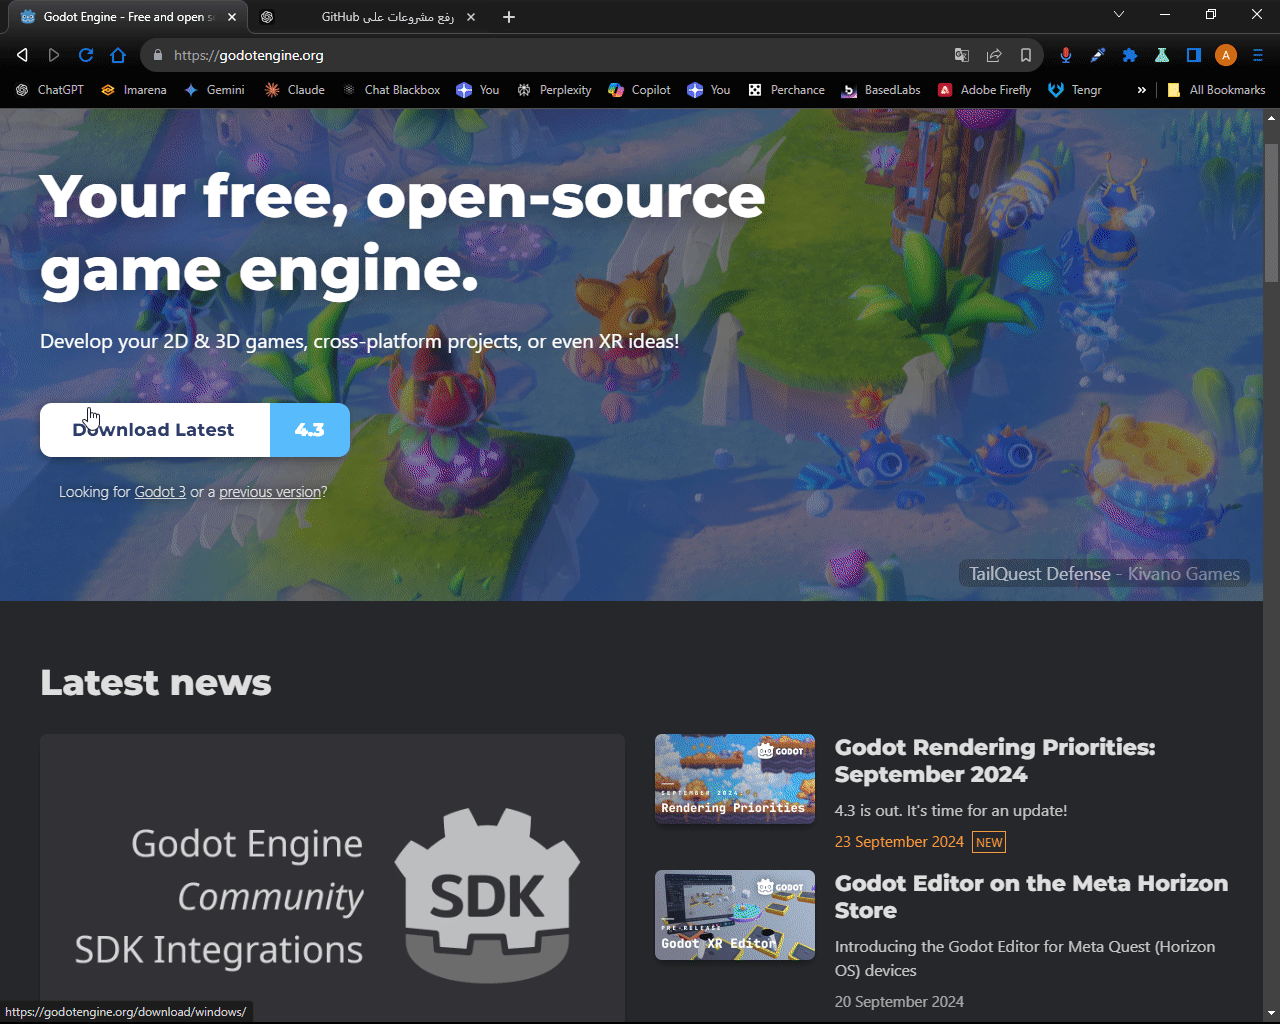 Godot Engine - Free and open s
رفع مشروعات على GitHub
https://godotengine.org
A
ChatGPT
lmarena
Gemini
Claude
Chat Blackbox
You
Perplexity
Copilot
You
Perchance
BasedLabs
Adobe Firefly
Tengr
»
All Bookmarks
Your free, open-source
game engine.
Develop your 2D & 3D games, cross-platform projects, or even XR ideas!
Download Latest 4.3
Looking for Godot 3 or a previous version?
TailQuest Defense - Kivano Games
Latest news
Godot Engine
Community
SDK Integrations
SDK
GODOT
SEPTEMBER 2024:
Rendering Priorities
Godot Rendering Priorities:
September 2024
4.3 is out. It's time for an update!
23 September 2024 NEW
GODOT
PRE-RELEASE
Godot XR Editor
Godot Editor on the Meta Horizon
Store
Introducing the Godot Editor for Meta Quest (Horizon
OS) devices
20 September 2024
https://godotengine.org/download/windows/